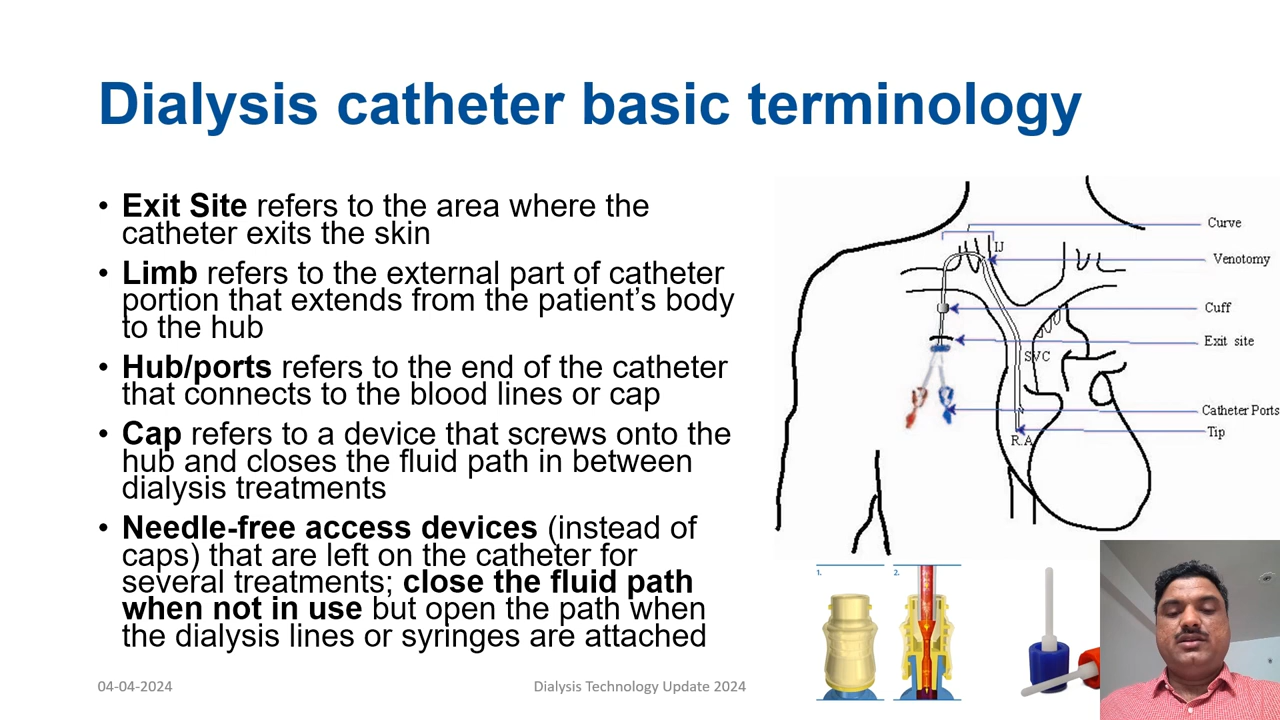 Dialysis catheter basic terminology
• Exit Site refers to the area where the
catheter exits the skin
• Limb refers to the external part of catheter
portion that extends from the patient’s body
to the hub
• Hub/ports refers to the end of the catheter
that connects to the blood lines or cap
• Cap refers to a device that screws onto the
hub and closes the fluid path in between
dialysis treatments
• Needle-free access devices (instead of
caps) that are left on the catheter for
several treatments; close the fluid path
when not in use but open the path when
the dialysis lines or syringes are attached
Curve
IJ
Venotomy
Cuff
Exit site
SVC
Catheter Ports
Tip
R.A
1.
2.
04-04-2024
Dialysis Technology Update 2024